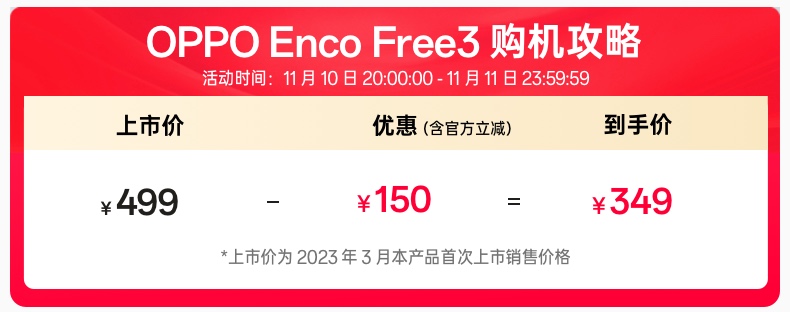 OPPO Enco Free3 购机攻略
活动时间：11 月 10 日 20:00:00 - 11 月 11 日 23:59:59
上市价 优惠 (含官方立减) 到手价
¥499 - ¥150 = ¥349
*上市价为 2023 年 3 月本产品首次上市销售价格